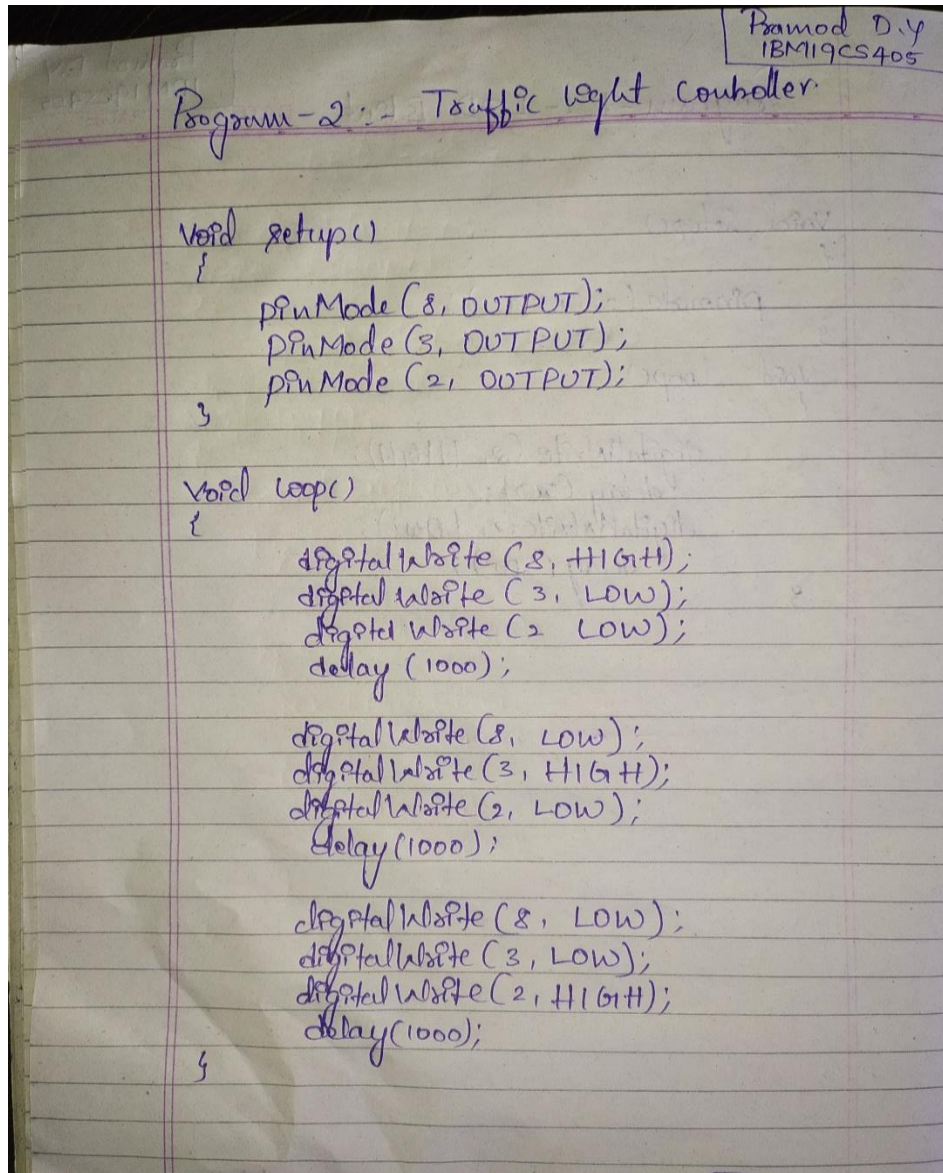 Pramod D.Y
1BM19CS405
Program-2:- Traffic light Controller.
void setup()
{
pinMode (8, OUTPUT);
pinMode (3, OUTPUT);
pinMode (2, OUTPUT);
}
void loop()
{
digitalWrite (8, HIGH);
digitalWrite (3, LOW);
digital Write (2 LOW);
delay (1000);
digitalWrite (8, LOW);
digitalWrite (3, HIGH);
digitalWrite (2, LOW);
delay (1000);
digitalWrite (8, LOW);
digitalWrite (3, LOW);
digitalWrite (2, HIGH);
delay (1000);
}